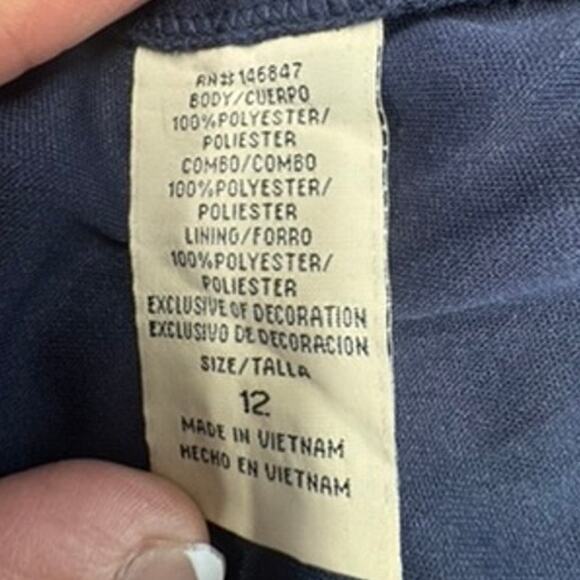 RN# 146847
BODY/CUERPO
100%POLYESTER/
POLIESTER
COMBO/COMBO
100%POLYESTER/
POLIESTER
LINING/FORRO
100%POLYESTER/
POLIESTER
EXCLUSIVE OF DECORATION
EXCLUSIVO DE DECORACION
SIZE/TALLA
12
MADE IN VIETNAM
HECHO EN VIETNAM